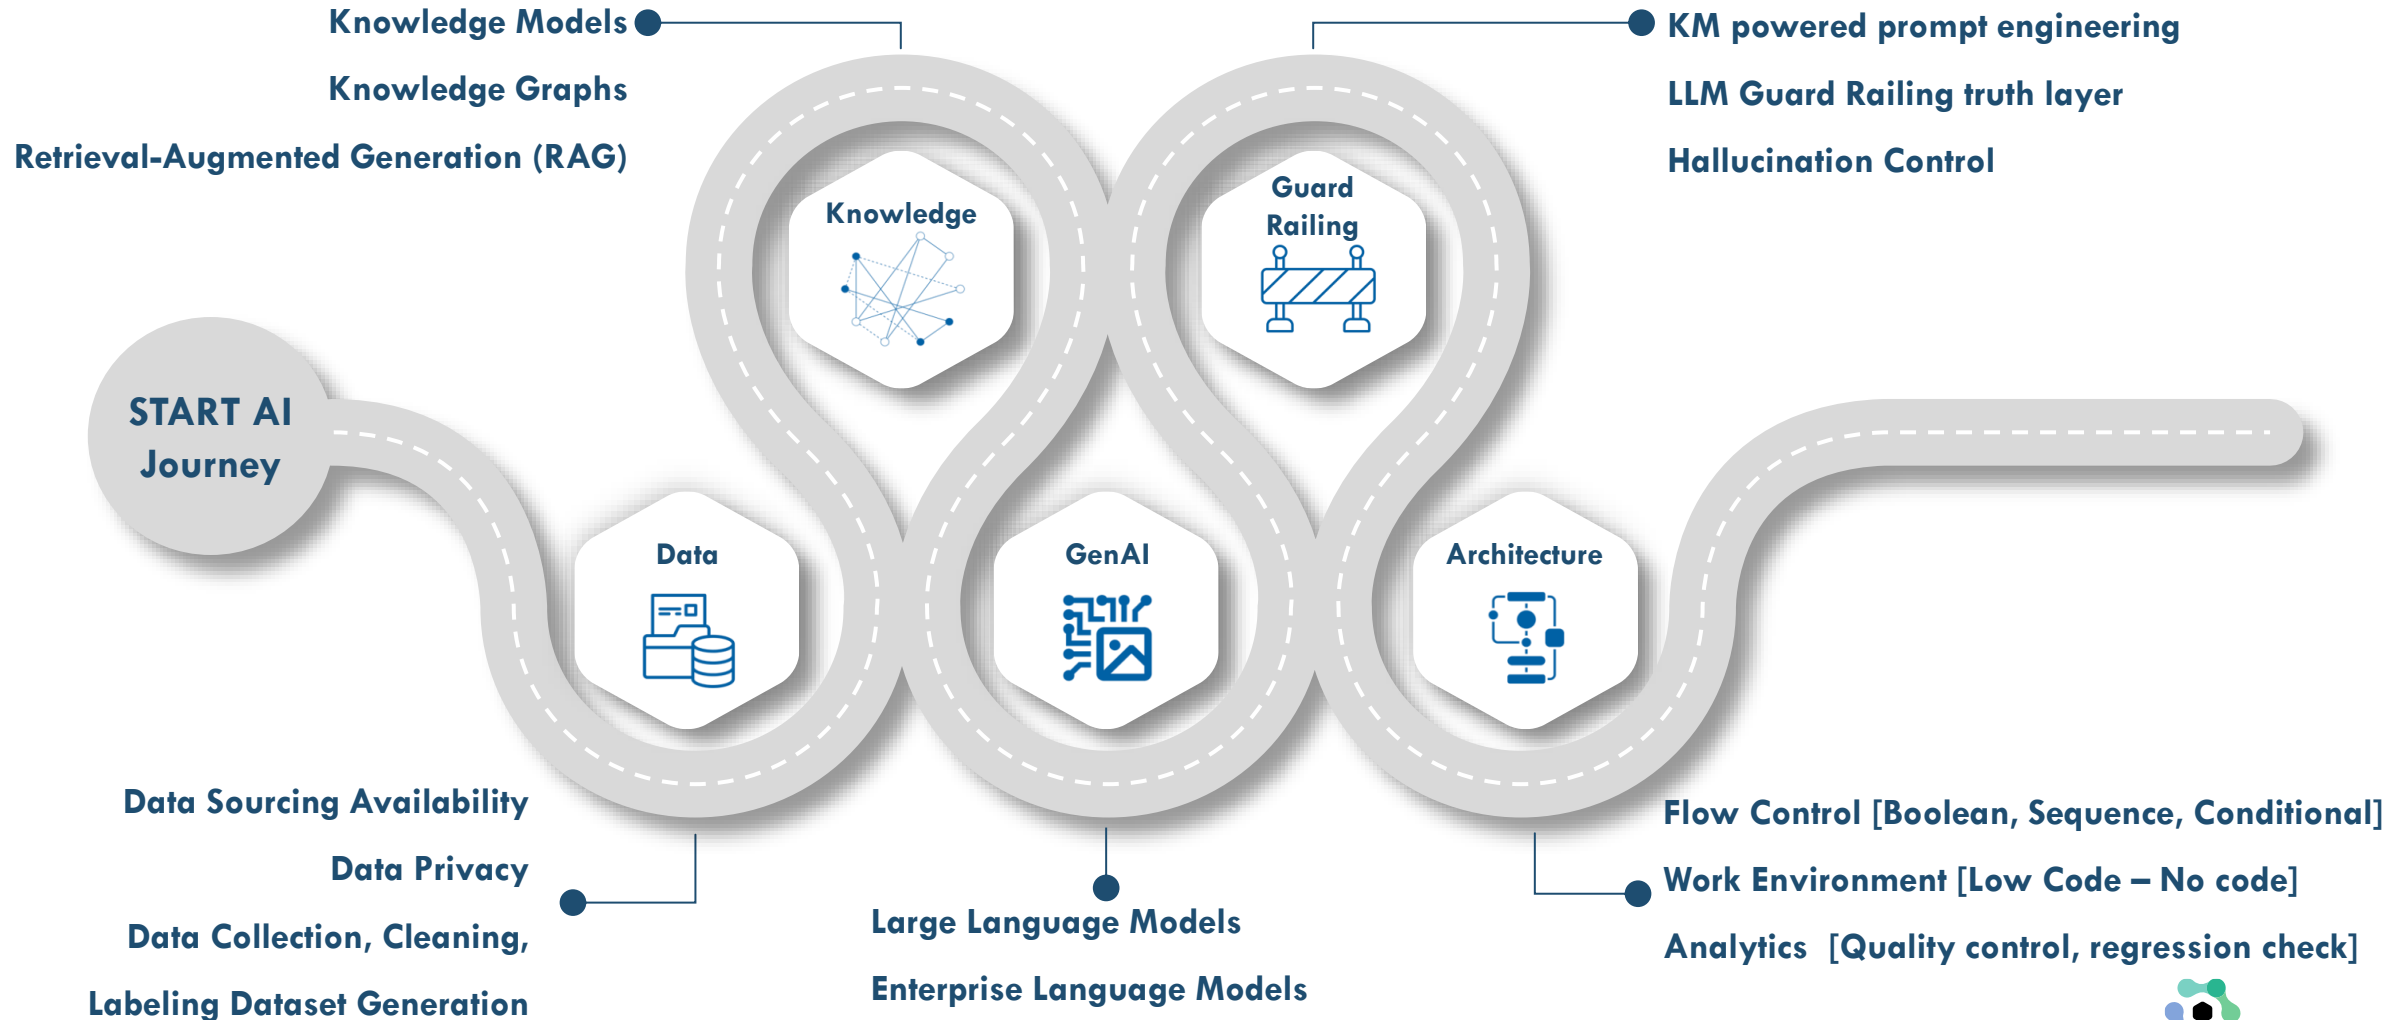 Knowledge Models
Knowledge Graphs
Retrieval-Augmented Generation (RAG)
KM powered prompt engineering
LLM Guard Railing truth layer
Hallucination Control
Knowledge
Guard
Railing
START AI
Journey
Data
GenAI
Architecture
Data Sourcing Availability
Data Privacy
Data Collection, Cleaning,
Labeling Dataset Generation
Large Language Models
Enterprise Language Models
Flow Control [Boolean, Sequence, Conditional]
Work Environment [Low Code – No code]
Analytics  [Quality control, regression check]